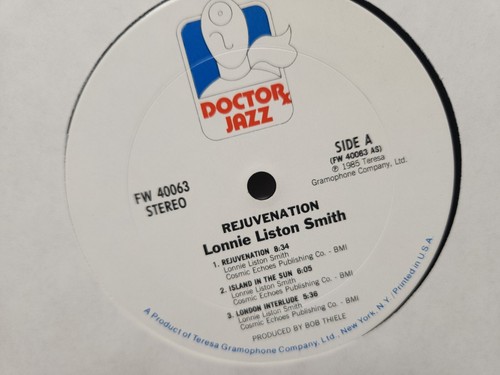 DOCTOR
JAZZ
FW 40063
STEREO
SIDE A
(FW 40063 AS)
℗ 1985 Teresa
Gramophone Company, Ltd.
REJUVENATION
Lonnie Liston Smith
1. REJUVENATION 8:34
Lonnie Liston Smith
Cosmic Echoes Publishing Co. - BMI
2. ISLAND IN THE SUN 6:05
Lonnie Liston Smith
Cosmic Echoes Publishing Co. - BMI
3. LONDON INTERLUDE 5:36
Lonnie Liston Smith
Cosmic Echoes Publishing Co. - BMI
PRODUCED BY BOB THIELE
A Product of Teresa Gramophone Company, Ltd., New York, N.Y./Printed in U.S.A